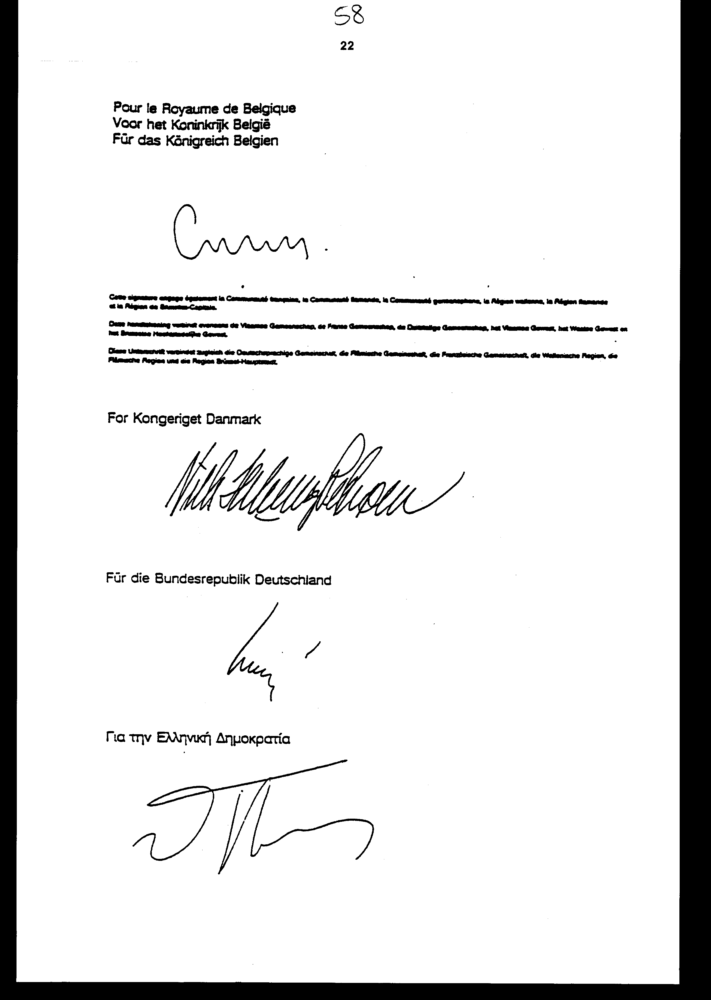 58
22
Pour le Royaume de Belgique
Voor het Koninkrijk België
Für das Königreich Belgien
Cette signature engage également la Communauté française, la Communauté flamande, la Communauté germanophone, la Région wallonne, la Région flamande
et la Région de Bruxelles-Capitale.
Deze handtekening verbindt eveneens de Vlaamse Gemeenschap, de Franse Gemeenschap, de Duitstalige Gemeenschap, het Vlaamse Gewest, het Waalse Gewest en
het Brusselse Hoofdstedelijke Gewest.
Diese Unterschrift verbindet zugleich die Deutschsprachige Gemeinschaft, die Flämische Gemeinschaft, die Französische Gemeinschaft, die Wallonische Region, die
Flämische Region und die Region Brüssel-Hauptstadt.
For Kongeriget Danmark
Für die Bundesrepublik Deutschland
Για την Ελληνική Δημοκρατία